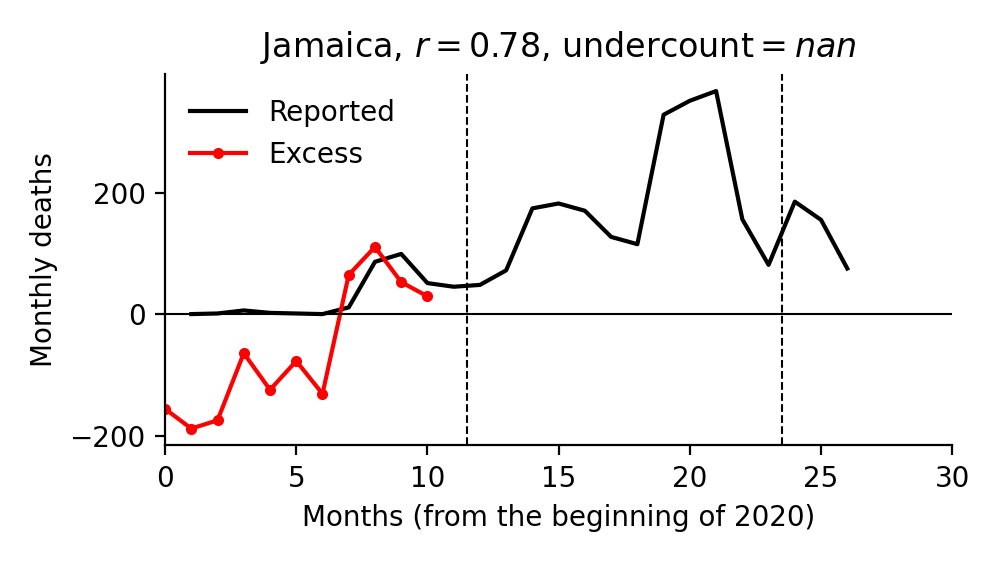 Jamaica, r = 0.78, undercount = nan
Reported
Excess
Monthly deaths
200
0
−200
0 5 10 15 20 25 30
Months (from the beginning of 2020)